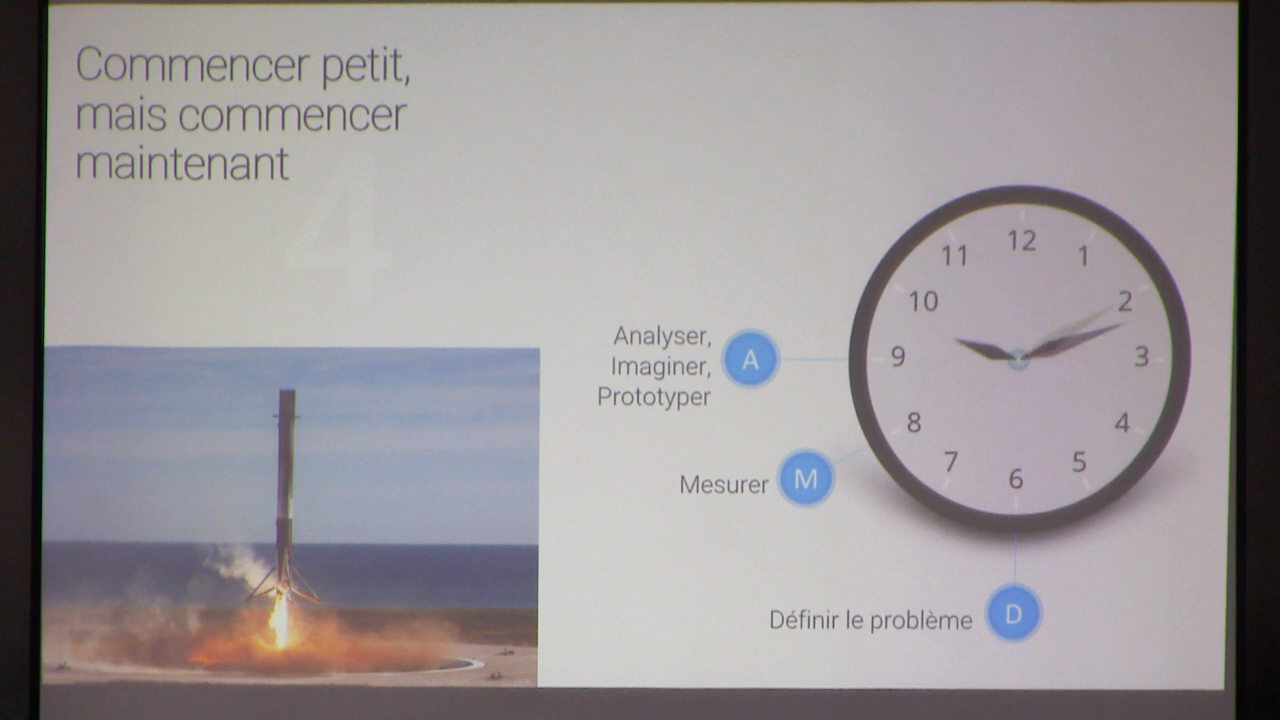 Commencer petit,
mais commencer
maintenant
4
12
11
1
10
2
9
3
8
4
7
5
6
Analyser,
Imaginer,
Prototyper
A
Mesurer
M
Définir le problème
D